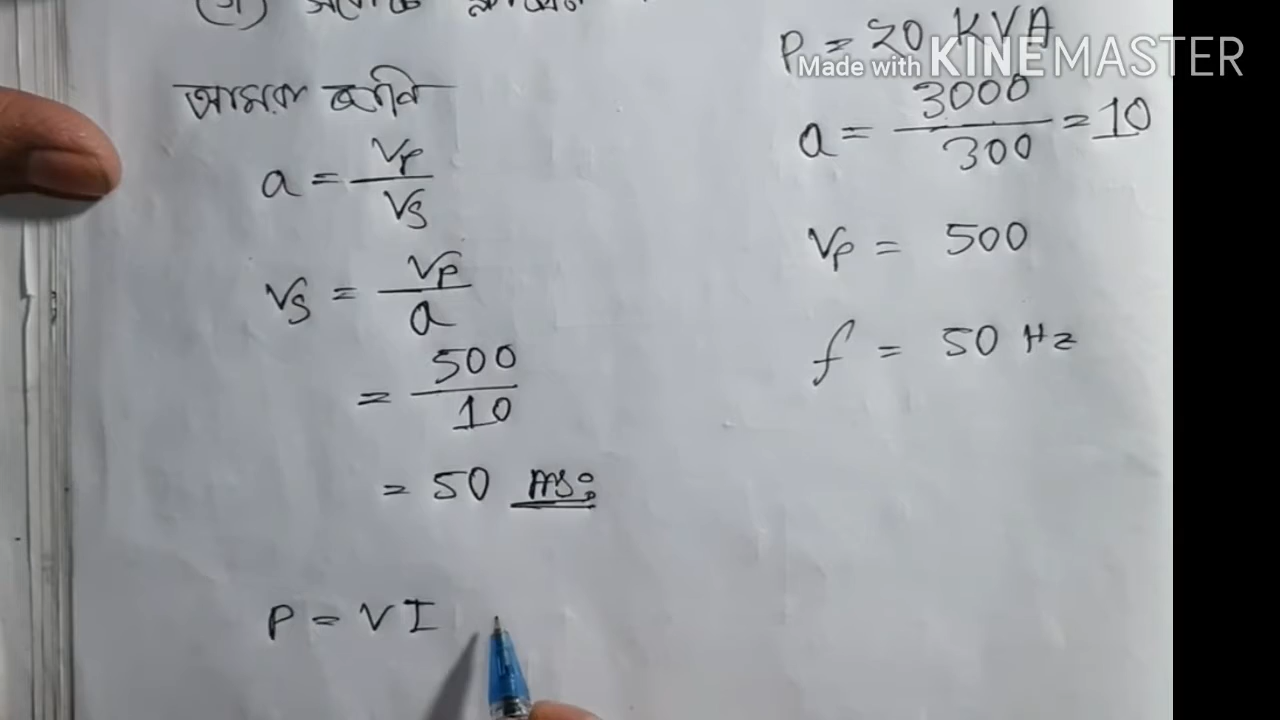 (গ)
P = 20 KVA
Made with KINEMASTER
আমরা জানি
a = 3000 / 300 = 10
a = Vp / Vs
Vp = 500
Vs = Vp / a
f = 50 Hz
= 500 / 10
= 50 Ans:
P = VI